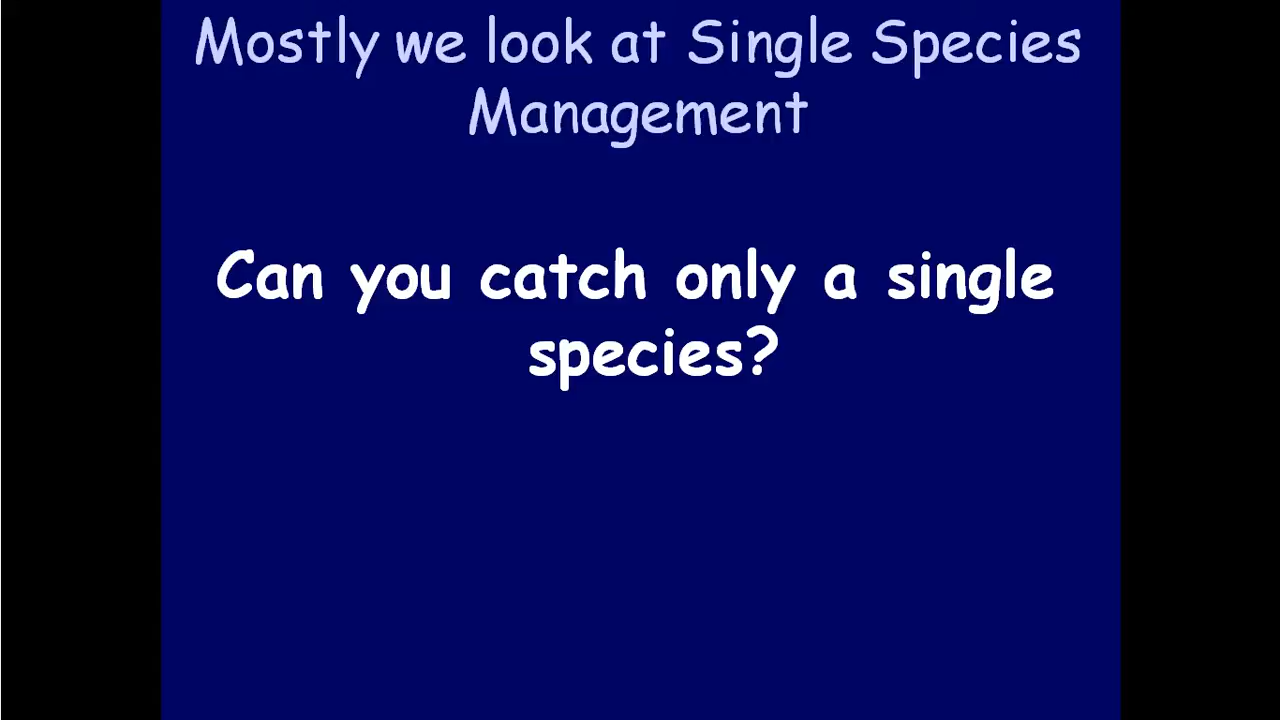 Mostly we look at Single Species
Management
Can you catch only a single
species?